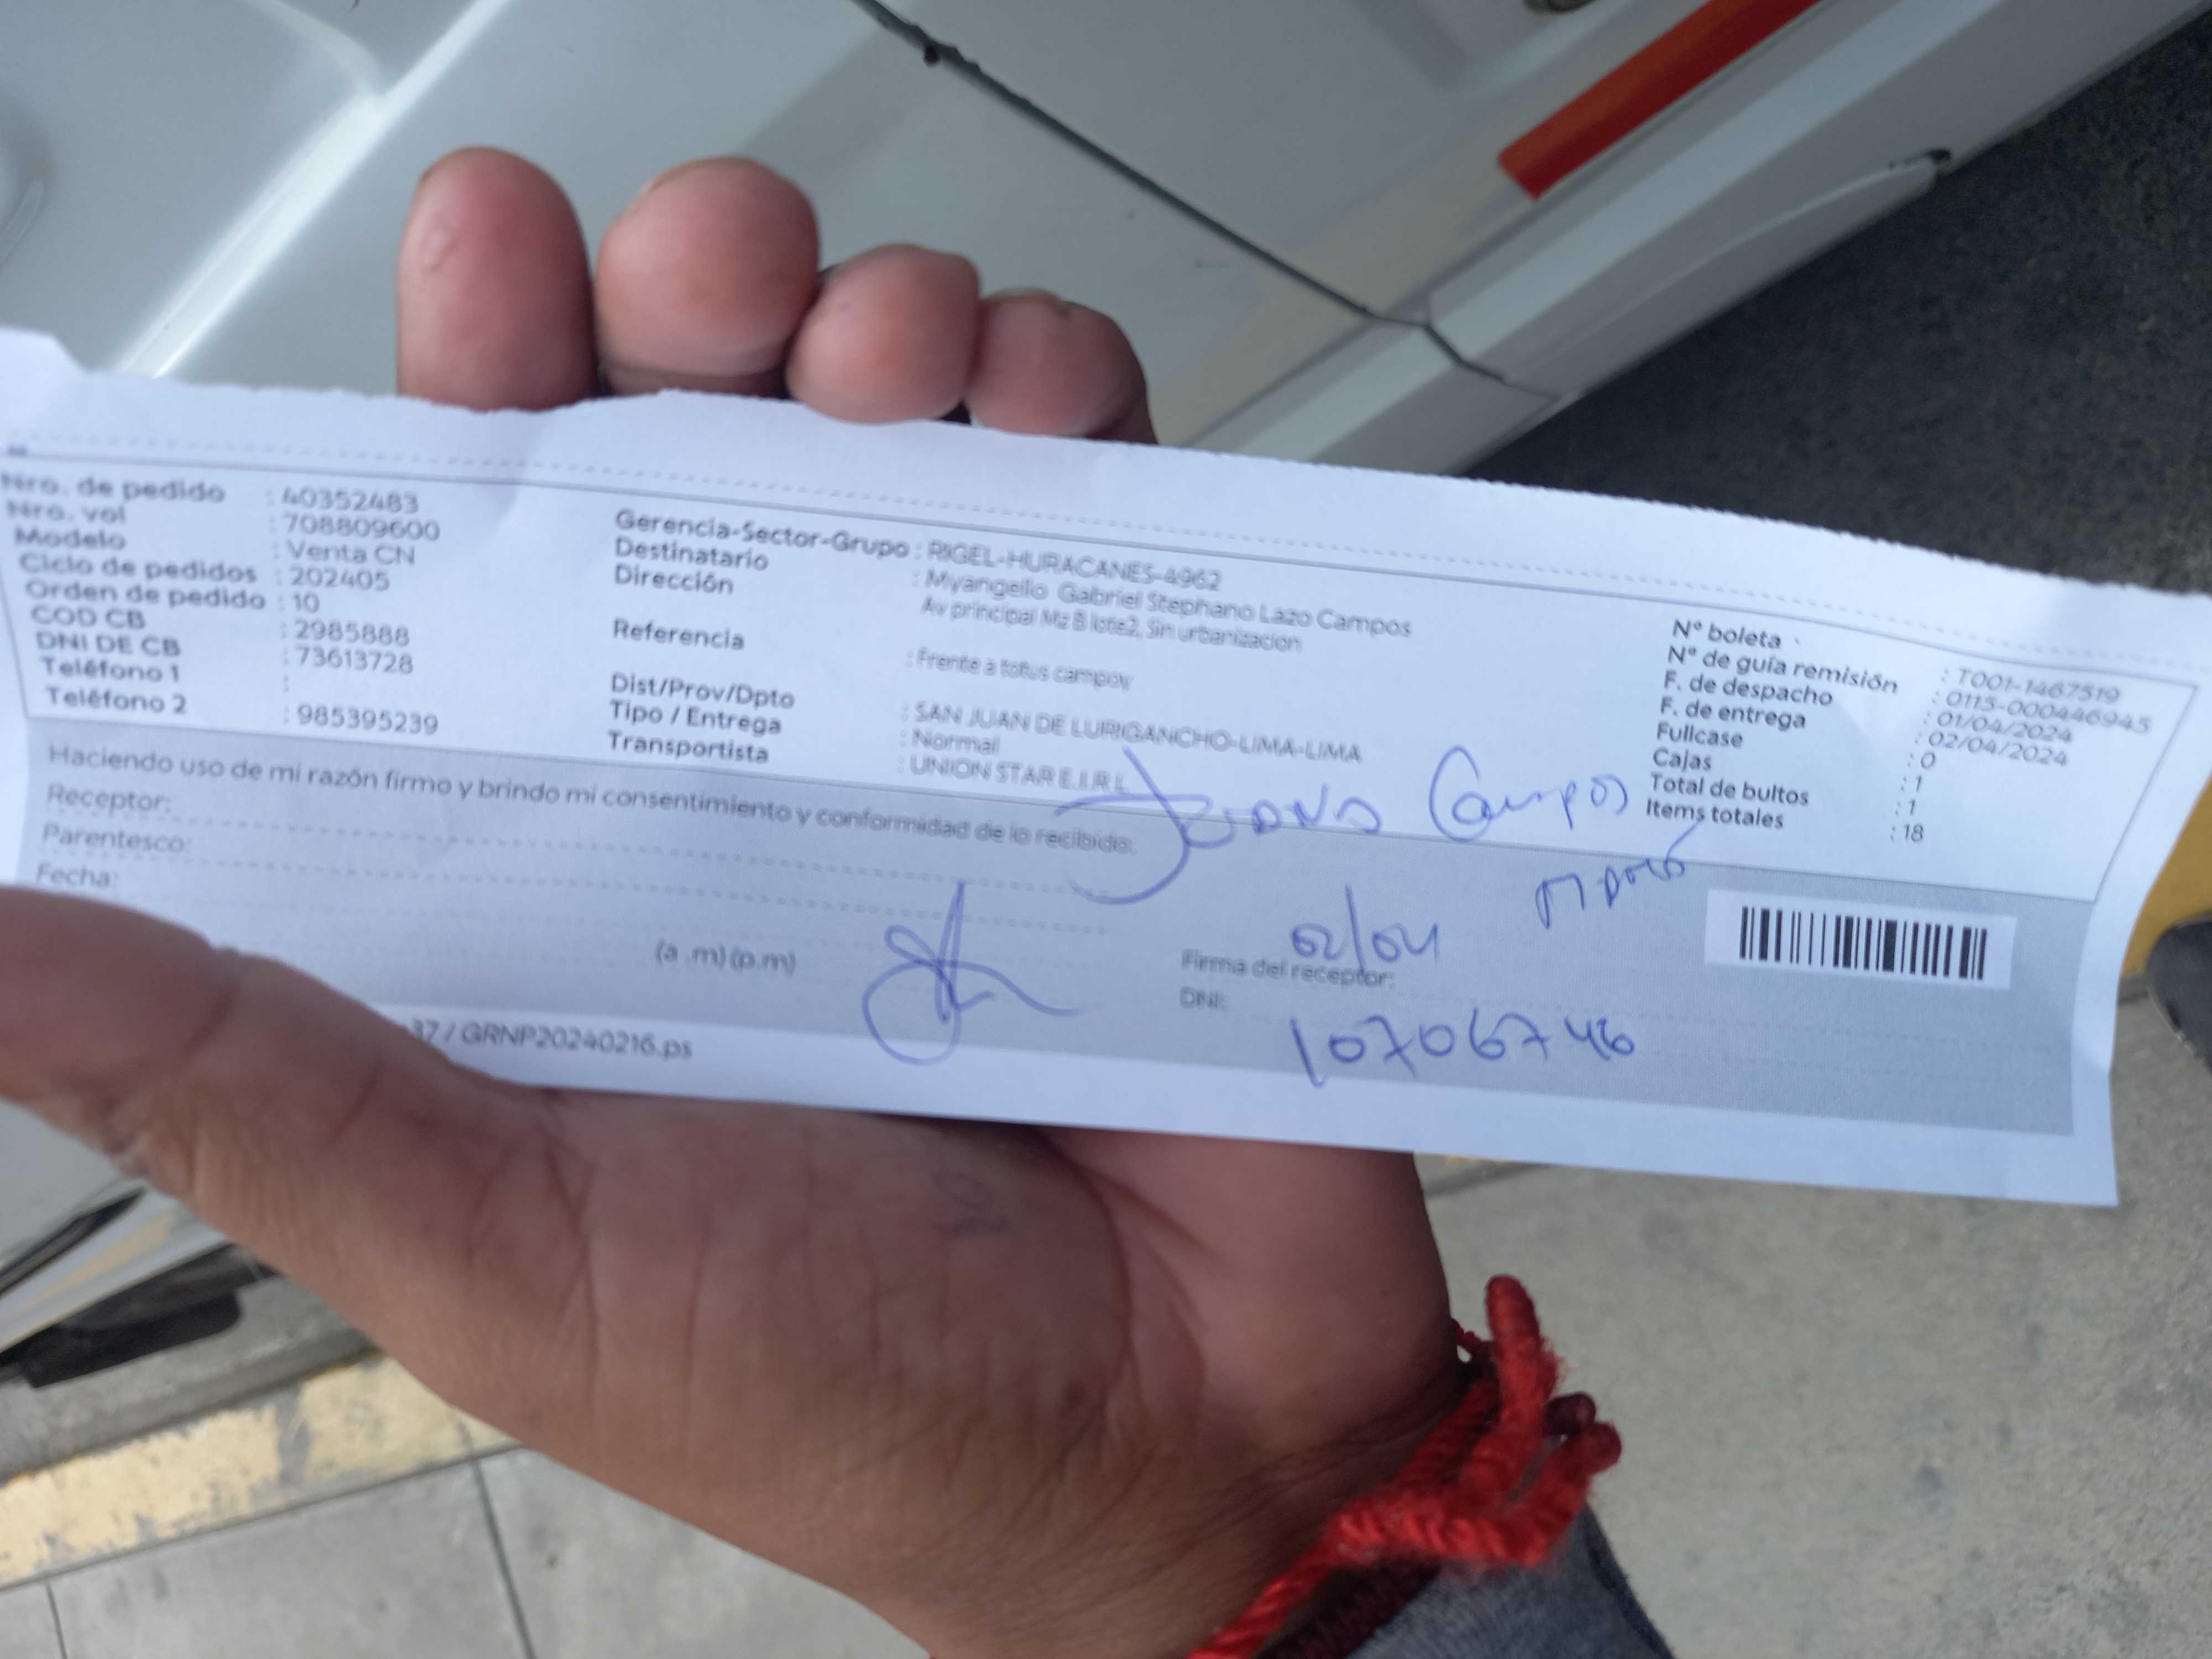 Nro. de pedido : 40352483
Nro. vol : 708809600
Modelo : Venta CN
Ciclo de pedidos : 202405
Orden de pedido : 10
COD CB : 2985888
DNI DE CB : 73613728
Teléfono 1 :
Teléfono 2 : 985395239
Gerencia-Sector-Grupo : RIGEL-HURACANES-4962
Destinatario : Myangello Gabriel Stephano Lazo Campos
Dirección Av principal Mz B lote2, Sin urbanizacion
Referencia : Frente a totus campoy
Dist/Prov/Dpto : SAN JUAN DE LURIGANCHO-LIMA-LIMA
Tipo / Entrega : Normal
Transportista : UNION STAR E.I.R.L
N° boleta : T001-1467519
N° de guía remisión : 0115-000446945
F. de despacho : 01/04/2024
F. de entrega : 02/04/2024
Fullcase : 0
Cajas : 1
Total de bultos : 1
Items totales : 18
Haciendo uso de mi razón firmo y brindo mi consentimiento y conformidad de lo recibido:
Receptor: Campos
Parentesco:
Fecha:
(a .m) (p.m)
02/04
Firma del receptor:
DNI:
10706746
37 / GRNP20240216.ps